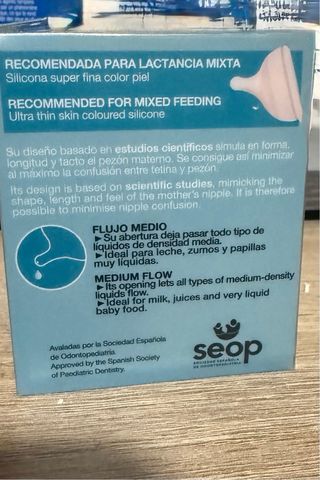 RECOMENDADA PARA LACTANCIA MIXTA
Silicona super fina color piel
RECOMMENDED FOR MIXED FEEDING
Ultra thin skin coloured silicone
Su diseño basado en estudios científicos simula en forma,
longitud y tacto el pezón materno. Se consigue así minimizar
al máximo la confusión entre tetina y pezón.
Its design is based on scientific studies, mimicking the
shape, length and feel of the mother's nipple. It is therefore
possible to minimise nipple confusion.
FLUJO MEDIO
►Su abertura deja pasar todo tipo de
líquidos de densidad media.
►Ideal para leche, zumos y papillas
muy líquidas.
MEDIUM FLOW
►Its opening lets all types of medium-density
liquids flow.
►Ideal for milk, juices and very liquid
baby food.
Avaladas por la Sociedad Española
de Odontopediatría
Approved by the Spanish Society
of Paediatric Dentistry.
seop
SOCIEDAD ESPAÑOLA
DE ODONTOPEDIATRÍA